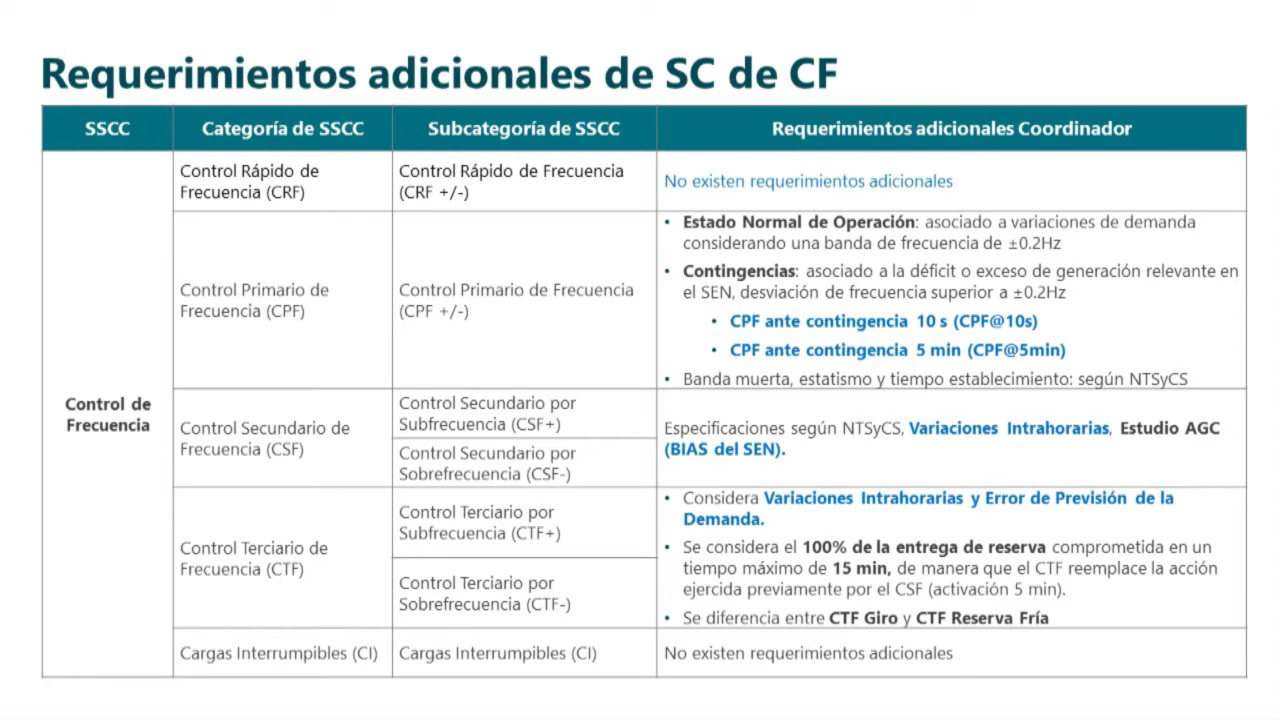 Requerimientos adicionales de SC de CF
SSCC
Categoría de SSCC
Subcategoría de SSCC
Requerimientos adicionales Coordinador
Control de
Frecuencia
Control Rápido de
Frecuencia (CRF)
Control Rápido de Frecuencia
(CRF +/-)
No existen requerimientos adicionales
Control Primario de
Frecuencia (CPF)
Control Primario de Frecuencia
(CPF +/-)
• Estado Normal de Operación: asociado a variaciones de demanda
considerando una banda de frecuencia de ±0.2Hz
• Contingencias: asociado a la déficit o exceso de generación relevante en
el SEN, desviación de frecuencia superior a ±0.2Hz
• CPF ante contingencia 10 s (CPF@10s)
• CPF ante contingencia 5 min (CPF@5min)
• Banda muerta, estatismo y tiempo establecimiento: según NTSyCS
Control Secundario de
Frecuencia (CSF)
Control Secundario por
Subfrecuencia (CSF+)
Control Secundario por
Sobrefrecuencia (CSF-)
Especificaciones según NTSyCS, Variaciones Intrahorarias, Estudio AGC
(BIAS del SEN).
Control Terciario de
Frecuencia (CTF)
Control Terciario por
Subfrecuencia (CTF+)
Control Terciario por
Sobrefrecuencia (CTF-)
• Considera Variaciones Intrahorarias y Error de Previsión de la
Demanda.
• Se considera el 100% de la entrega de reserva comprometida en un
tiempo máximo de 15 min, de manera que el CTF reemplace la acción
ejercida previamente por el CSF (activación 5 min).
• Se diferencia entre CTF Giro y CTF Reserva Fría
Cargas Interrumpibles (CI)
Cargas Interrumpibles (CI)
No existen requerimientos adicionales